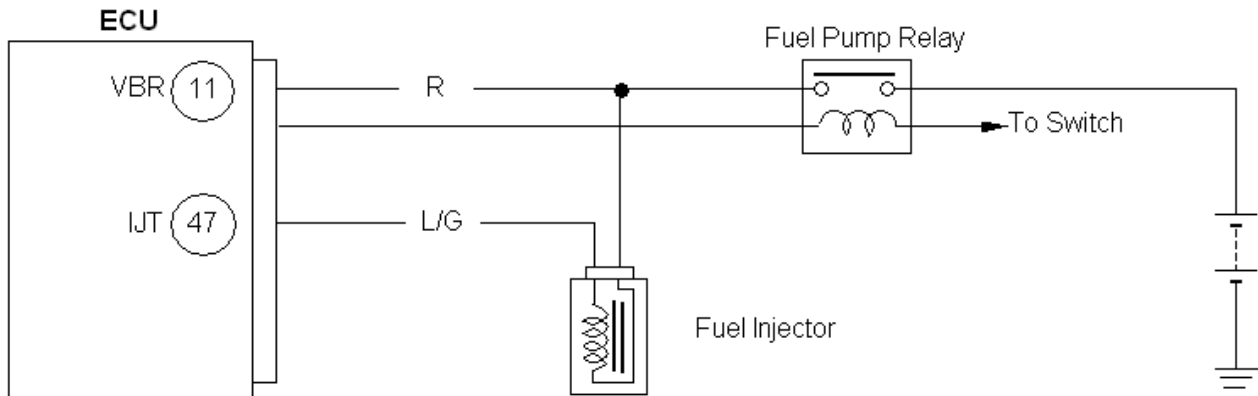 ECU
Fuel Pump Relay
VBR 11 R
To Switch
IJT 47 L/G
Fuel Injector